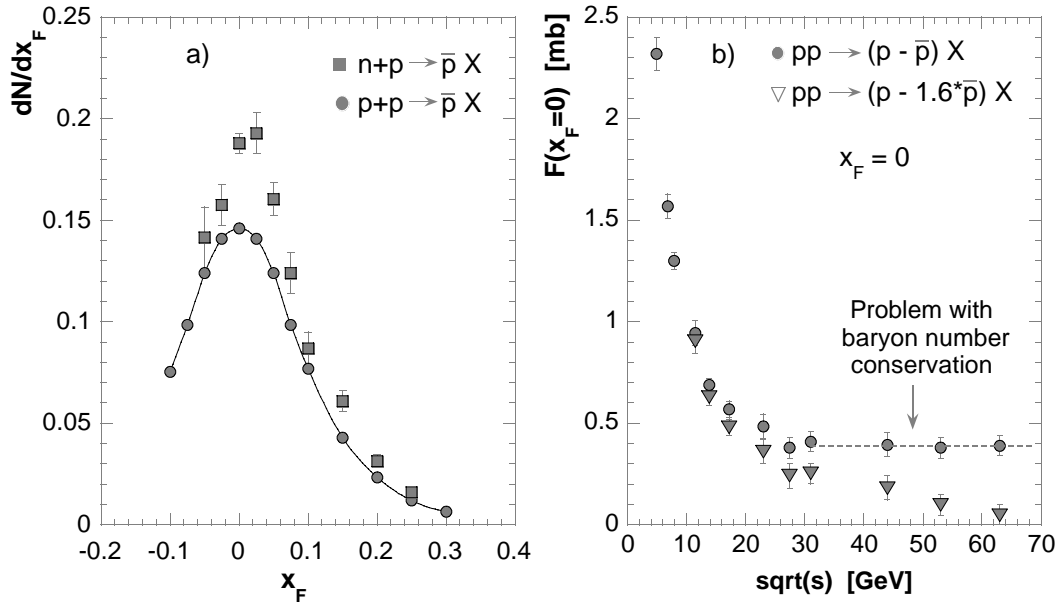 a)
n+p → p̅ X
p+p → p̅ X
dN/dx_F
0.25
0.2
0.15
0.1
0.05
0
-0.2 -0.1 0 0.1 0.2 0.3 0.4
x_F
b)
pp → (p - p̅) X
pp → (p - 1.6*p̅) X
x_F = 0
Problem with
baryon number
conservation
F(x_F=0) [mb]
2.5
2
1.5
1
0.5
0
0 10 20 30 40 50 60 70
sqrt(s) [GeV]